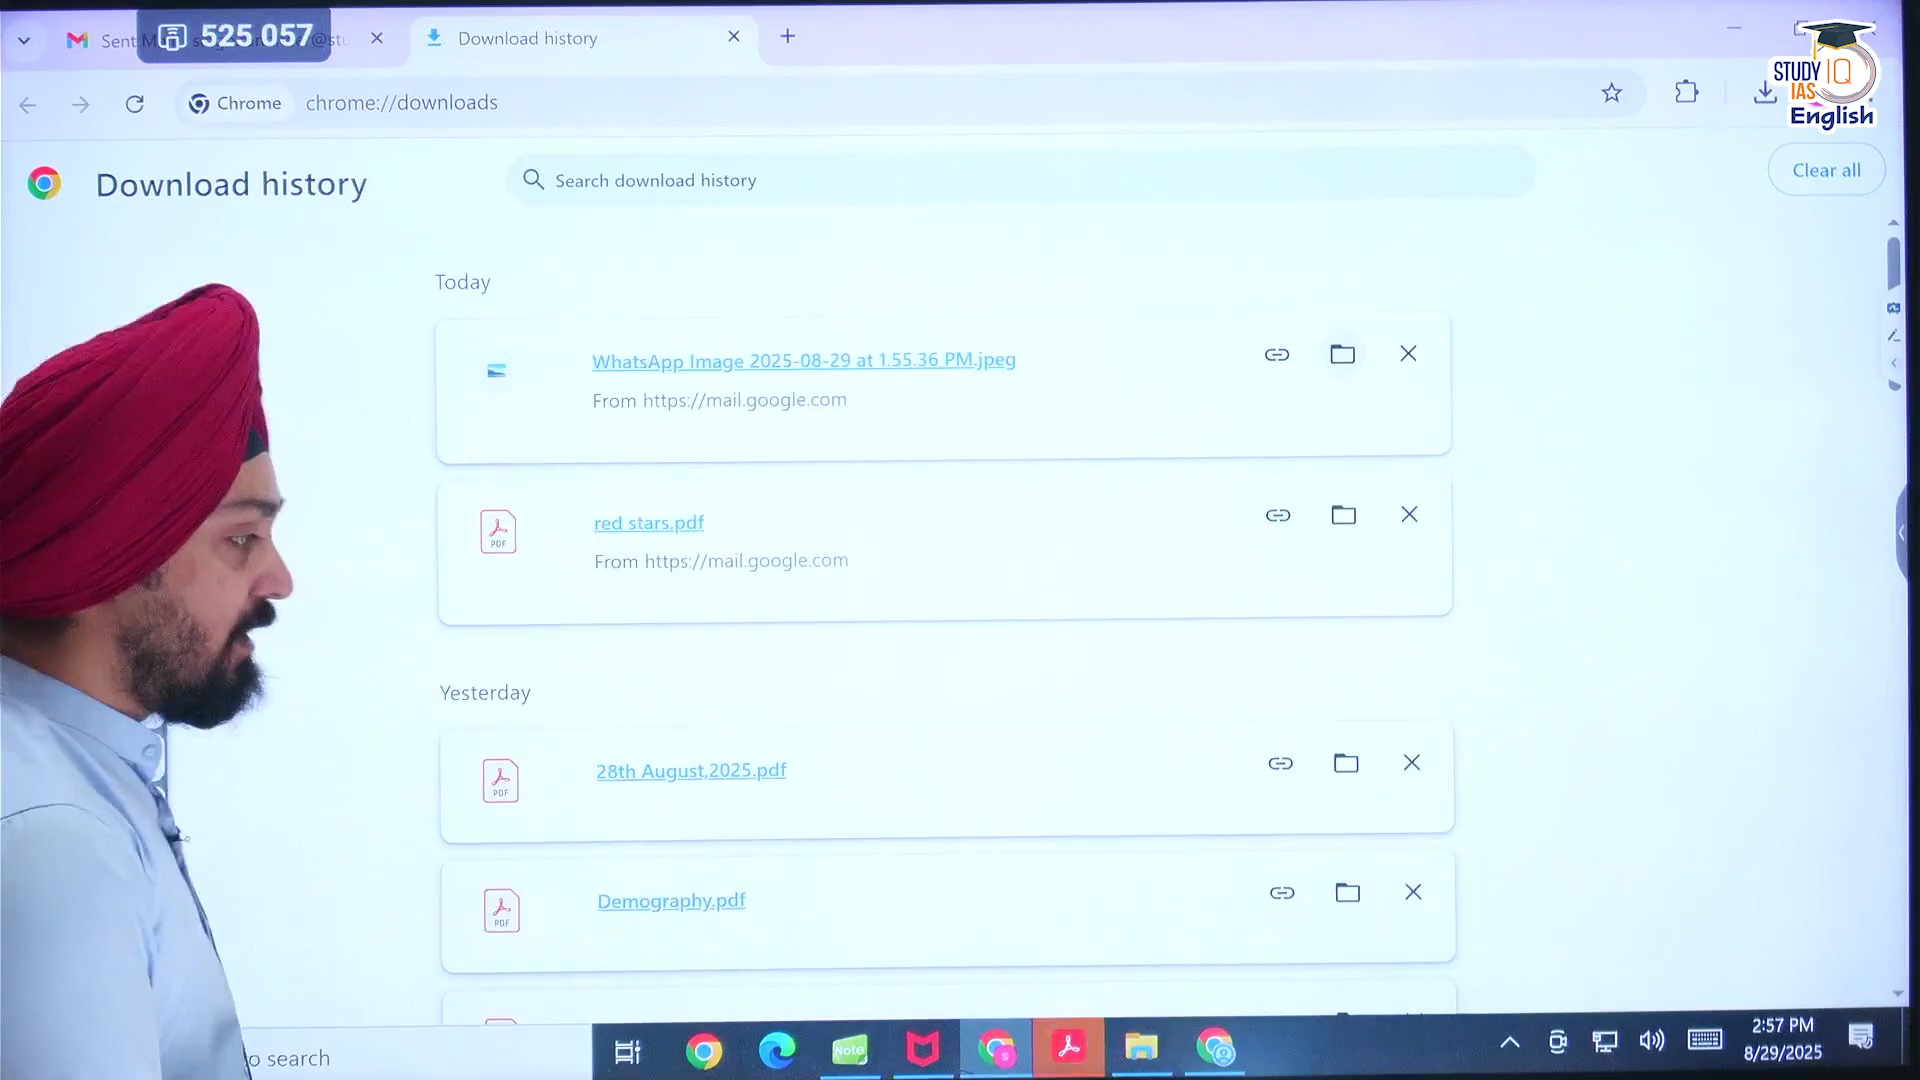 525 057
Sent
Download history
Chrome
chrome://downloads
STUDY IQ
IAS
English
Download history
Search download history
Clear all
Today
WhatsApp Image 2025-08-29 at 1.55.36 PM.jpeg
From https://mail.google.com
PDF
red stars.pdf
From https://mail.google.com
Yesterday
PDF
28th August,2025.pdf
PDF
Demography.pdf
o search
Note
2:57 PM
8/29/2025